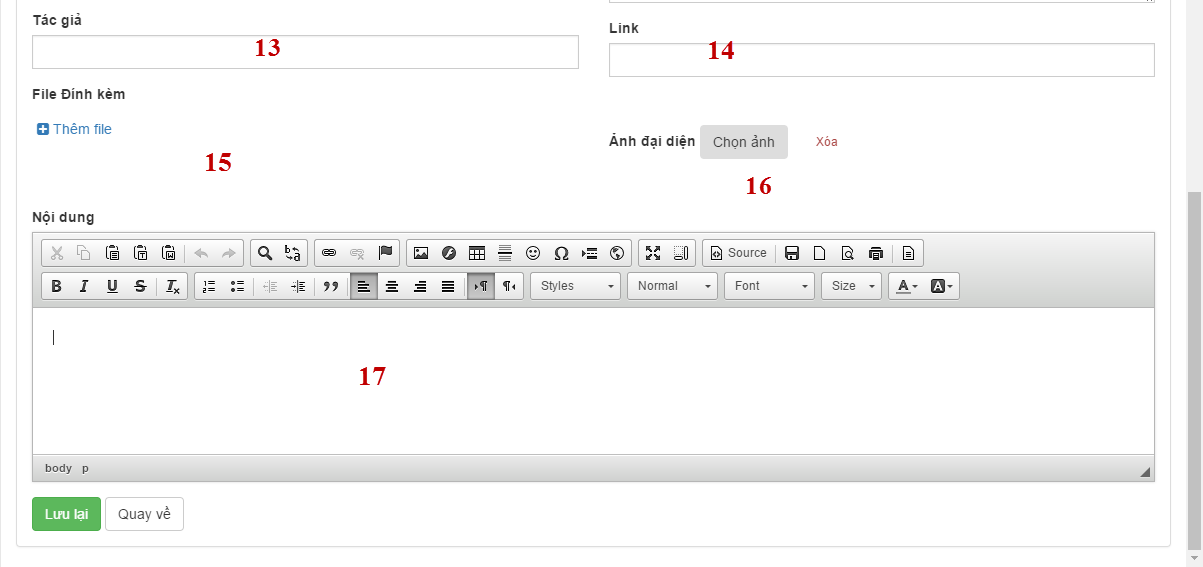 Tác giả
13
Link
14
File Đính kèm
Thêm file
15
Ảnh đại diện Chọn ảnh Xóa
16
Nội dung
Source
B I U S Styles Normal Font Size A A
17
body p
Lưu lại Quay về